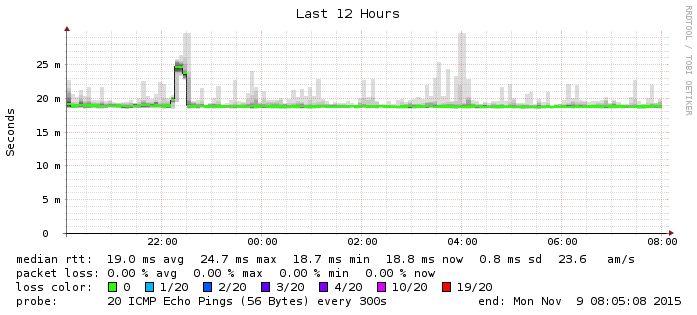 Last 12 Hours
RRDTOOL / TOBI OETIKER
Seconds
25 m
20 m
15 m
10 m
5 m
0
22:00 00:00 02:00 04:00 06:00 08:00
median rtt: 19.0 ms avg 24.7 ms max 18.7 ms min 18.8 ms now 0.8 ms sd 23.6 am/s
packet loss: 0.00 % avg 0.00 % max 0.00 % min 0.00 % now
loss color: 0 1/20 2/20 3/20 4/20 10/20 19/20
probe: 20 ICMP Echo Pings (56 Bytes) every 300s end: Mon Nov 9 08:05:08 2015